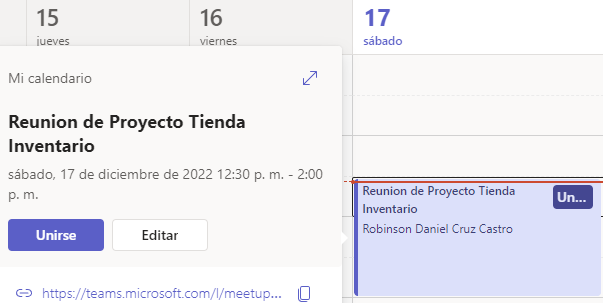 15
jueves
16
viernes
17
sábado
Mi calendario
Reunion de Proyecto Tienda
Inventario
sábado, 17 de diciembre de 2022 12:30 p. m. - 2:00
p. m.
Unirse
Editar
https://teams.microsoft.com/l/meetup...
Reunion de Proyecto Tienda
Inventario
Un...
Robinson Daniel Cruz Castro